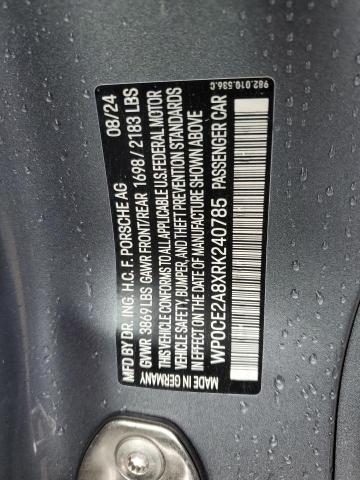 982.010.536.C
MFD BY DR. ING. H.C. F. PORSCHE AG 08/24
GVWR 3869 LBS GAWR FRONT/REAR 1698/ 2183 LBS
THIS VEHICLE CONFORMS TO ALL APPLICABLE U.S. FEDERAL MOTOR
VEHICLE SAFETY, BUMPER, AND THEFT PREVENTION STANDARDS
IN EFFECT ON THE DATE OF MANUFACTURE SHOWN ABOVE
WP0CE2A8XRK240785 PASSENGER CAR
MADE IN GERMANY